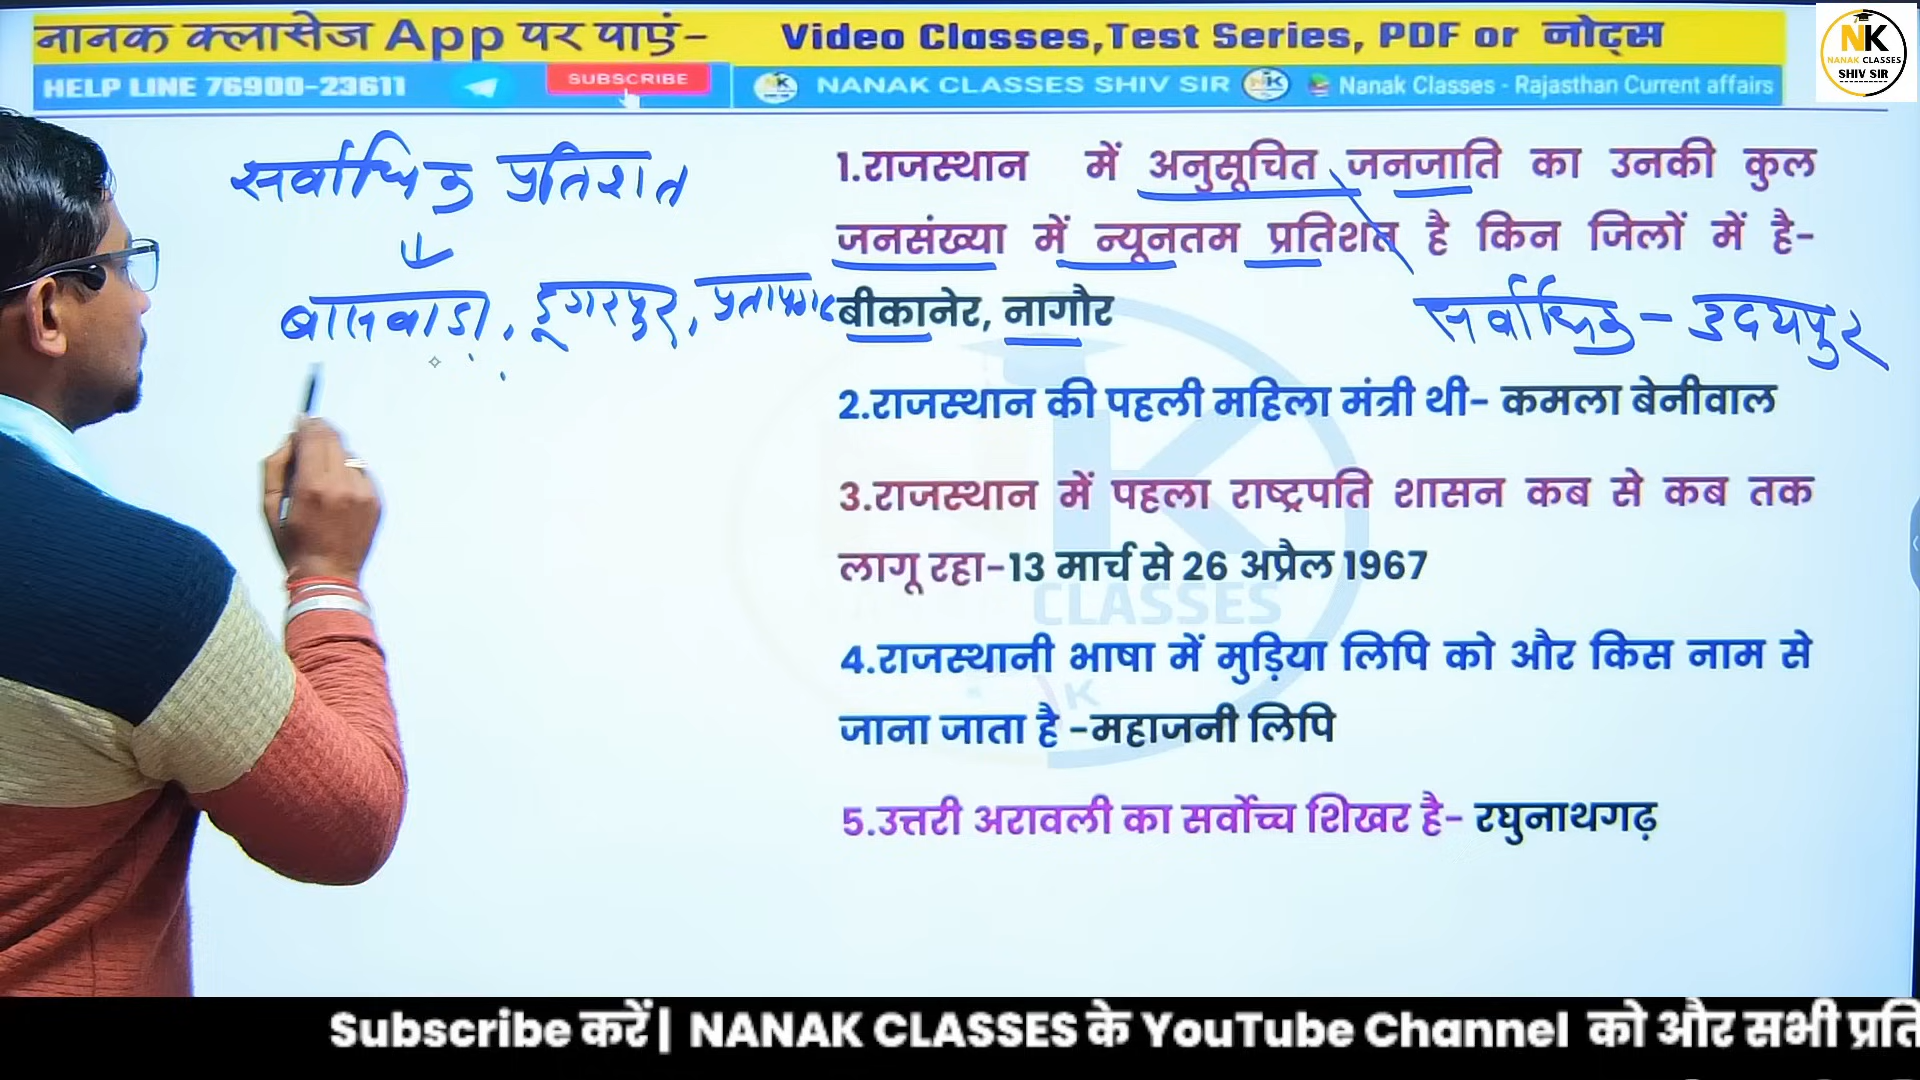 नानक क्लासेज App पर पाएं- Video Classes,Test Series, PDF or नोट्स
HELP LINE 76900-23611 SUBSCRIBE NANAK CLASSES SHIV SIR Nanak Classes - Rajasthan Current affairs
NK
NANAK CLASSES
SHIV SIR
सर्वाधिक प्रतिशत
बांसवाडा, डूंगरपुर, प्रतापगढ
1.राजस्थान में अनुसूचित जनजाति का उनकी कुल
जनसंख्या में न्यूनतम प्रतिशत है किन जिलों में है-
बीकानेर, नागौर
सर्वाधिक - उदयपुर
2.राजस्थान की पहली महिला मंत्री थी- कमला बेनीवाल
3.राजस्थान में पहला राष्ट्रपति शासन कब से कब तक
लागू रहा-13 मार्च से 26 अप्रैल 1967
4.राजस्थानी भाषा में मुड़िया लिपि को और किस नाम से
जाना जाता है -महाजनी लिपि
5.उत्तरी अरावली का सर्वोच्च शिखर है- रघुनाथगढ़
CLASSES
Subscribe करें| NANAK CLASSES के YouTube Channel को और सभी प्रति